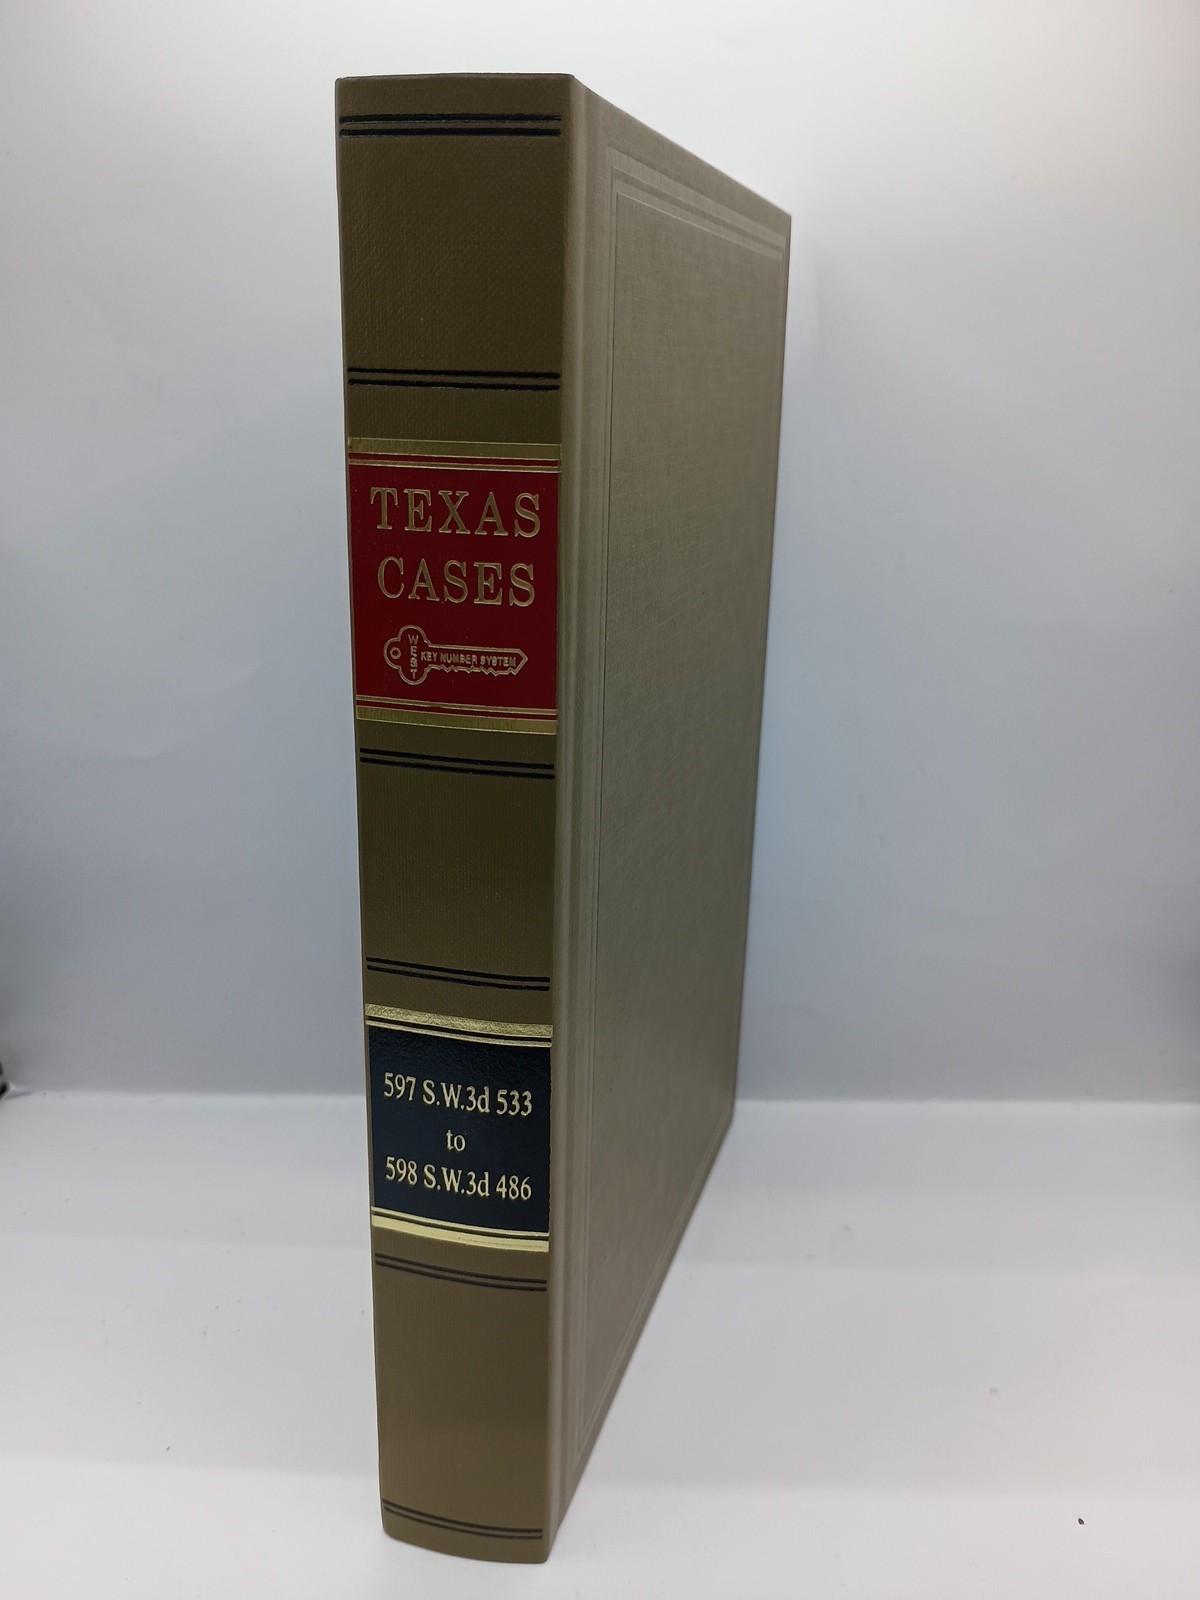 TEXAS
CASES
WEST
KEY NUMBER SYSTEM
597 S.W.3d 533
to
598 S.W.3d 486